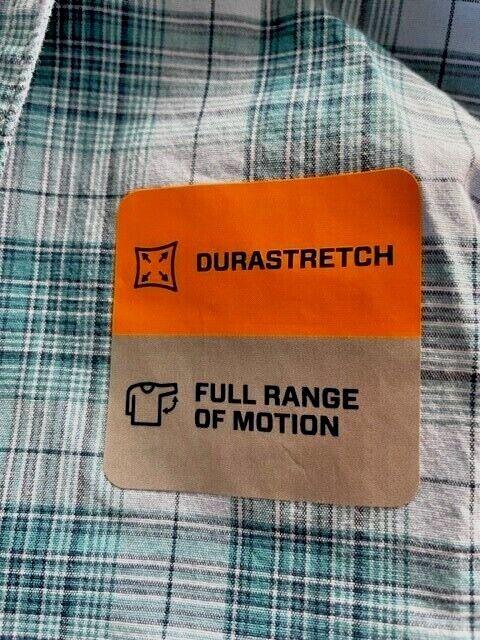 DURASTRETCH
FULL RANGE
OF MOTION